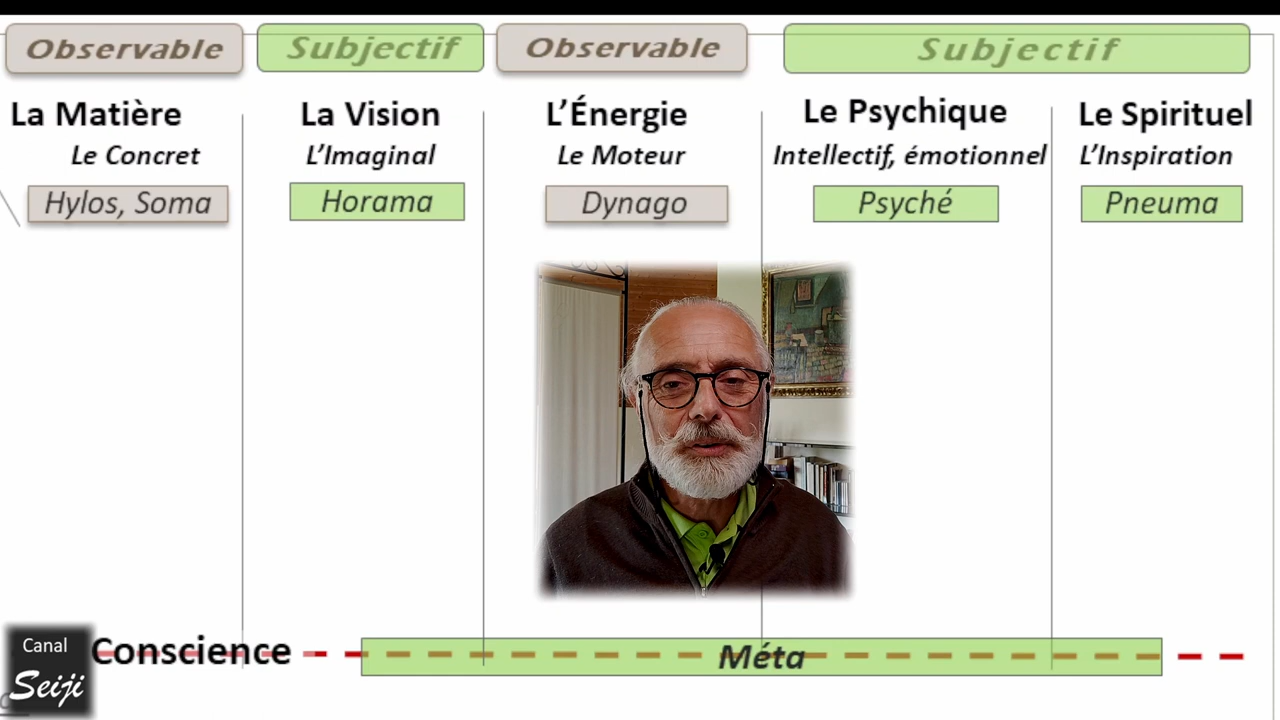 Observable Subjectif Observable Subjectif
La Matière La Vision L'Énergie Le Psychique Le Spirituel
Le Concret L'Imaginal Le Moteur Intellectif, émotionnel L'Inspiration
Hylos, Soma Horama Dynago Psyché Pneuma
Conscience Méta
Canal
Seiji